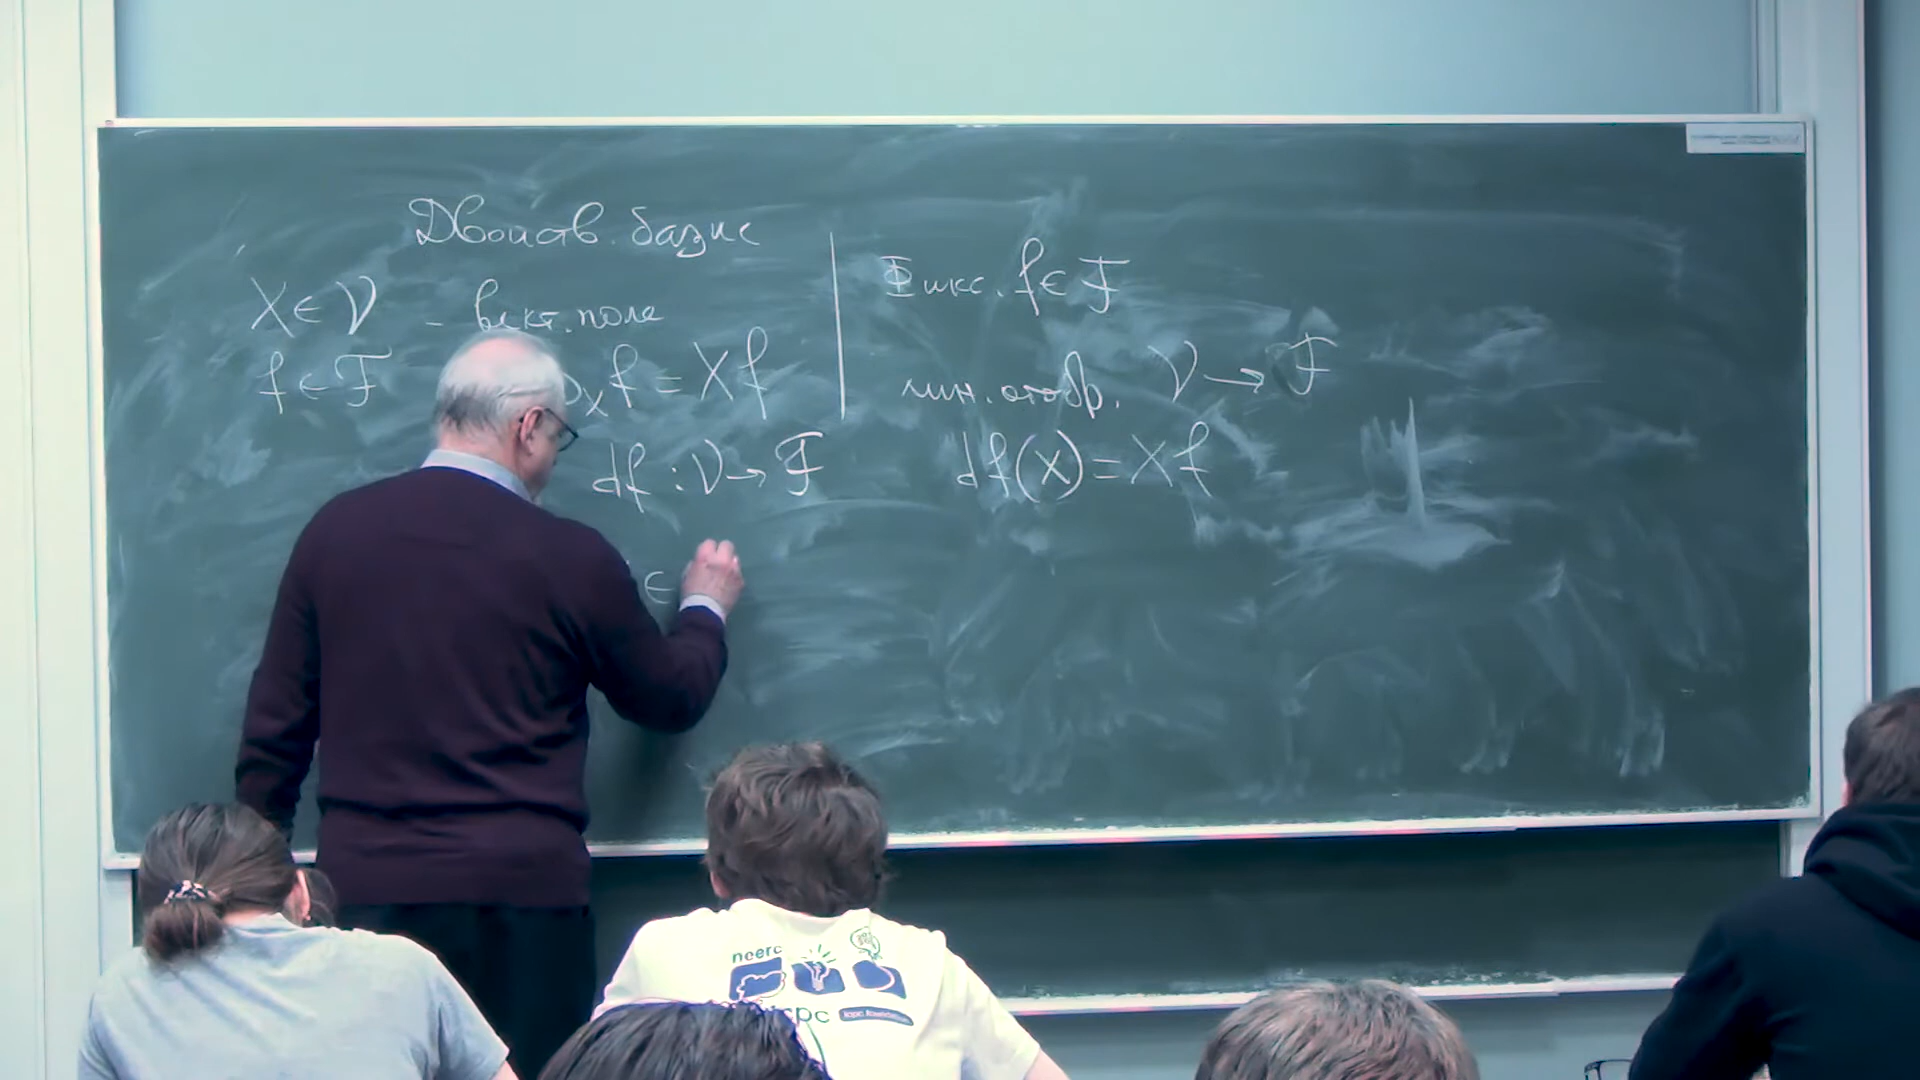 Двойств. базис
X ∈ V - вект. поле
f ∈ F D_X f = Xf
df : V → F
∈
Фикс. f ∈ F
лин. отобр. V → F
df(X) = Xf
neerc